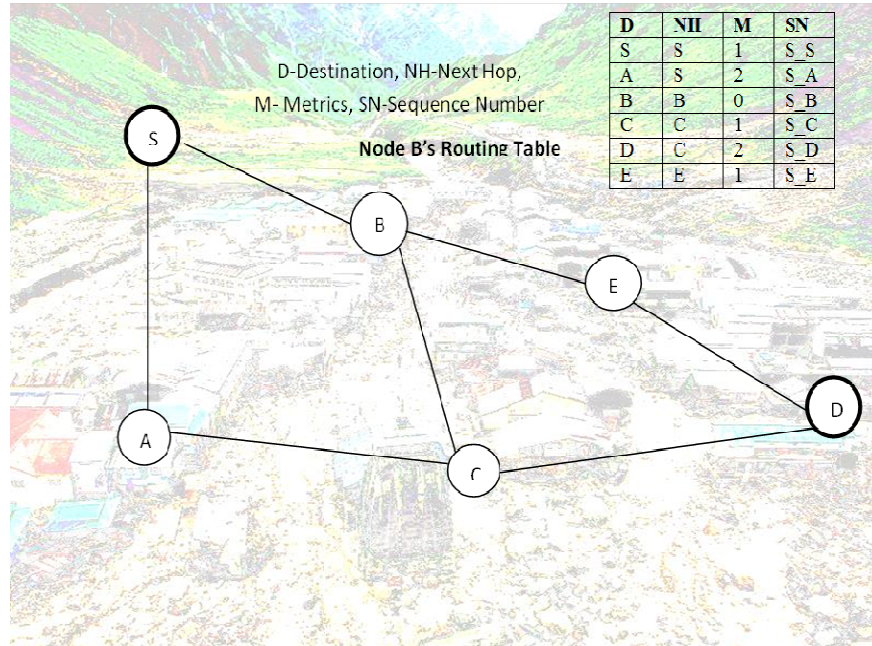 D-Destination, NH-Next Hop,
M- Metrics, SN-Sequence Number
Node B's Routing Table
D NH M SN
S S 1 S_S
A S 2 S_A
B B 0 S_B
C C 1 S_C
D C 2 S_D
E E 1 S_E
S
B
E
D
A
C